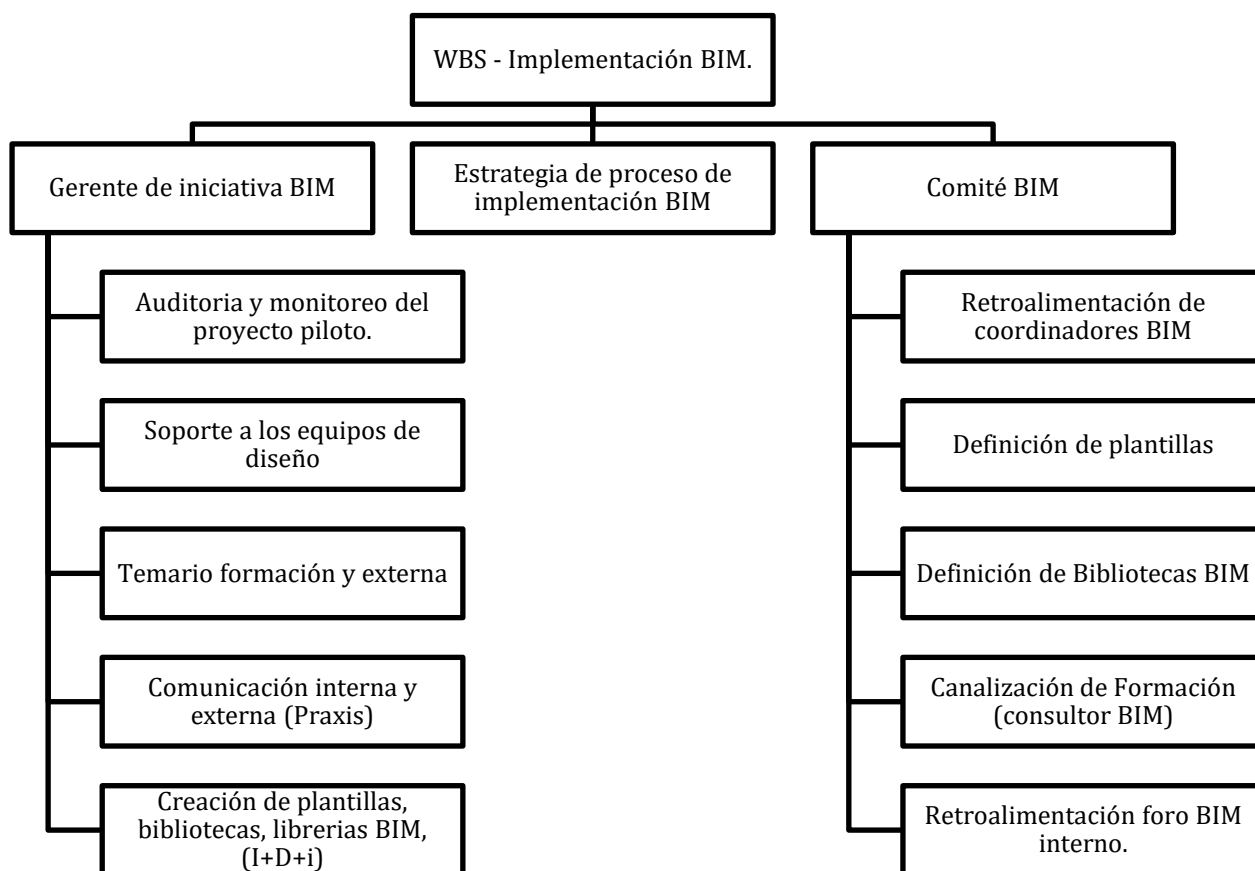 WBS - Implementación BIM.
Gerente de iniciativa BIM
Estrategia de proceso de
implementación BIM
Comité BIM
Auditoria y monitoreo del
proyecto piloto.
Soporte a los equipos de
diseño
Temario formación y externa
Comunicación interna y
externa (Praxis)
Creación de plantillas,
bibliotecas, librerias BIM,
(I+D+i)
Retroalimentación de
coordinadores BIM
Definición de plantillas
Definición de Bibliotecas BIM
Canalización de Formación
(consultor BIM)
Retroalimentación foro BIM
interno.